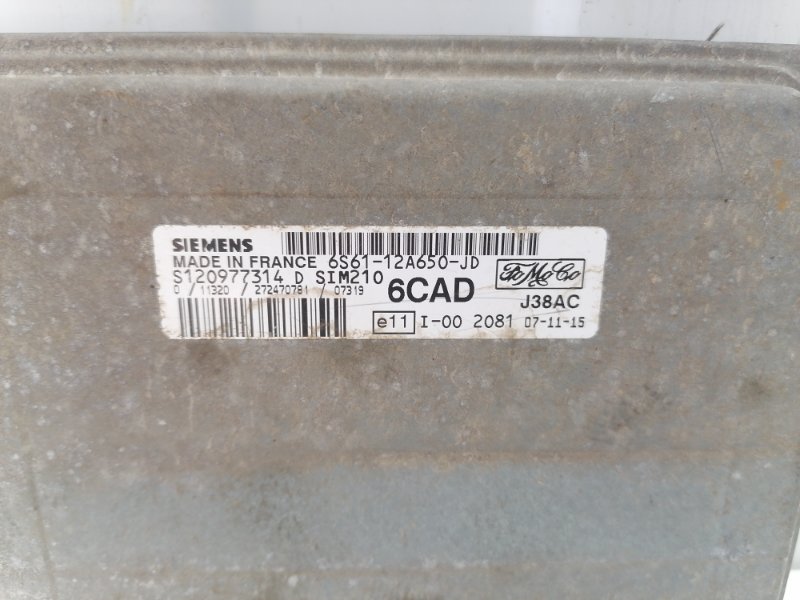 SIEMENS
MADE IN FRANCE 6S61-12A650-JD
S120977314 D SIM210
0 / 11320 / 272470781 / 07319
6CAD
FoMoCo
J38AC
e11 I-00 2081 07-11-15